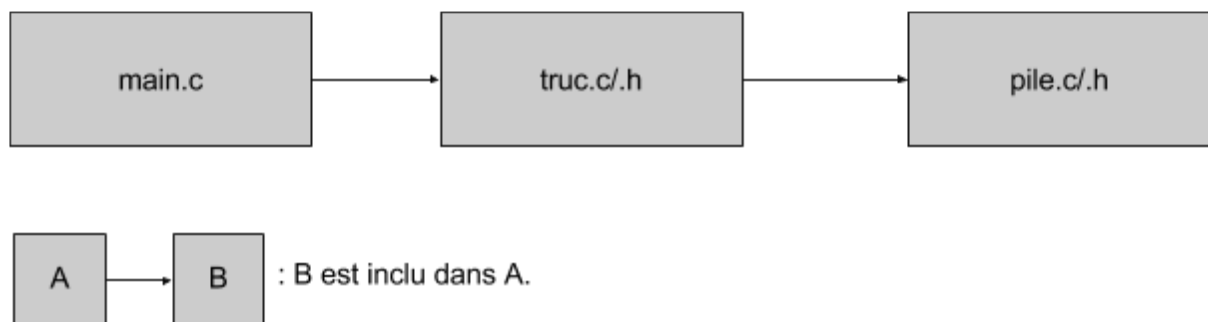 main.c
truc.c/.h
pile.c/.h
A
B
: B est inclu dans A.